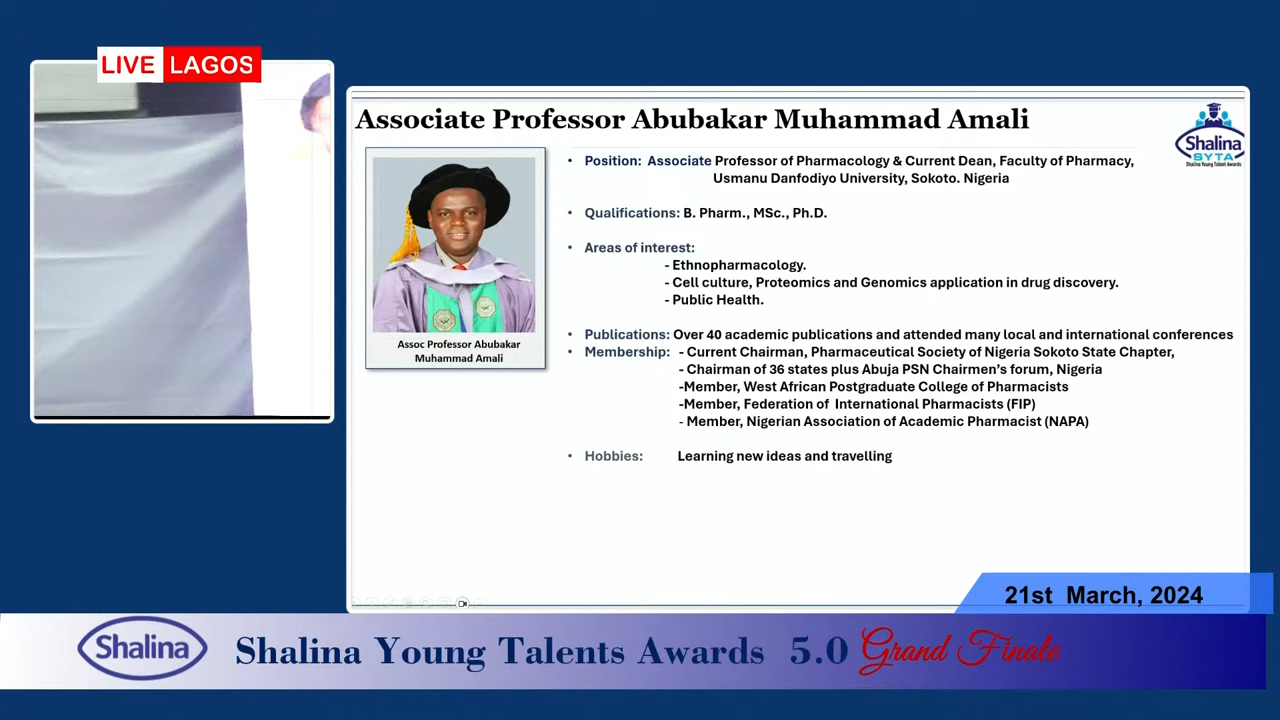 LIVE LAGOS
Associate Professor Abubakar Muhammad Amali
Shalina
SYTA
Shalina Young Talent Awards
Assoc Professor Abubakar
Muhammad Amali
• Position: Associate Professor of Pharmacology & Current Dean, Faculty of Pharmacy,
Usmanu Danfodiyo University, Sokoto. Nigeria
• Qualifications: B. Pharm., MSc., Ph.D.
• Areas of interest:
- Ethnopharmacology.
- Cell culture, Proteomics and Genomics application in drug discovery.
- Public Health.
• Publications: Over 40 academic publications and attended many local and international conferences
• Membership: - Current Chairman, Pharmaceutical Society of Nigeria Sokoto State Chapter,
- Chairman of 36 states plus Abuja PSN Chairmen’s forum, Nigeria
-Member, West African Postgraduate College of Pharmacists
-Member, Federation of International Pharmacists (FIP)
- Member, Nigerian Association of Academic Pharmacist (NAPA)
• Hobbies: Learning new ideas and travelling
21st March, 2024
Shalina
Shalina Young Talents Awards 5.0 Grand Finale